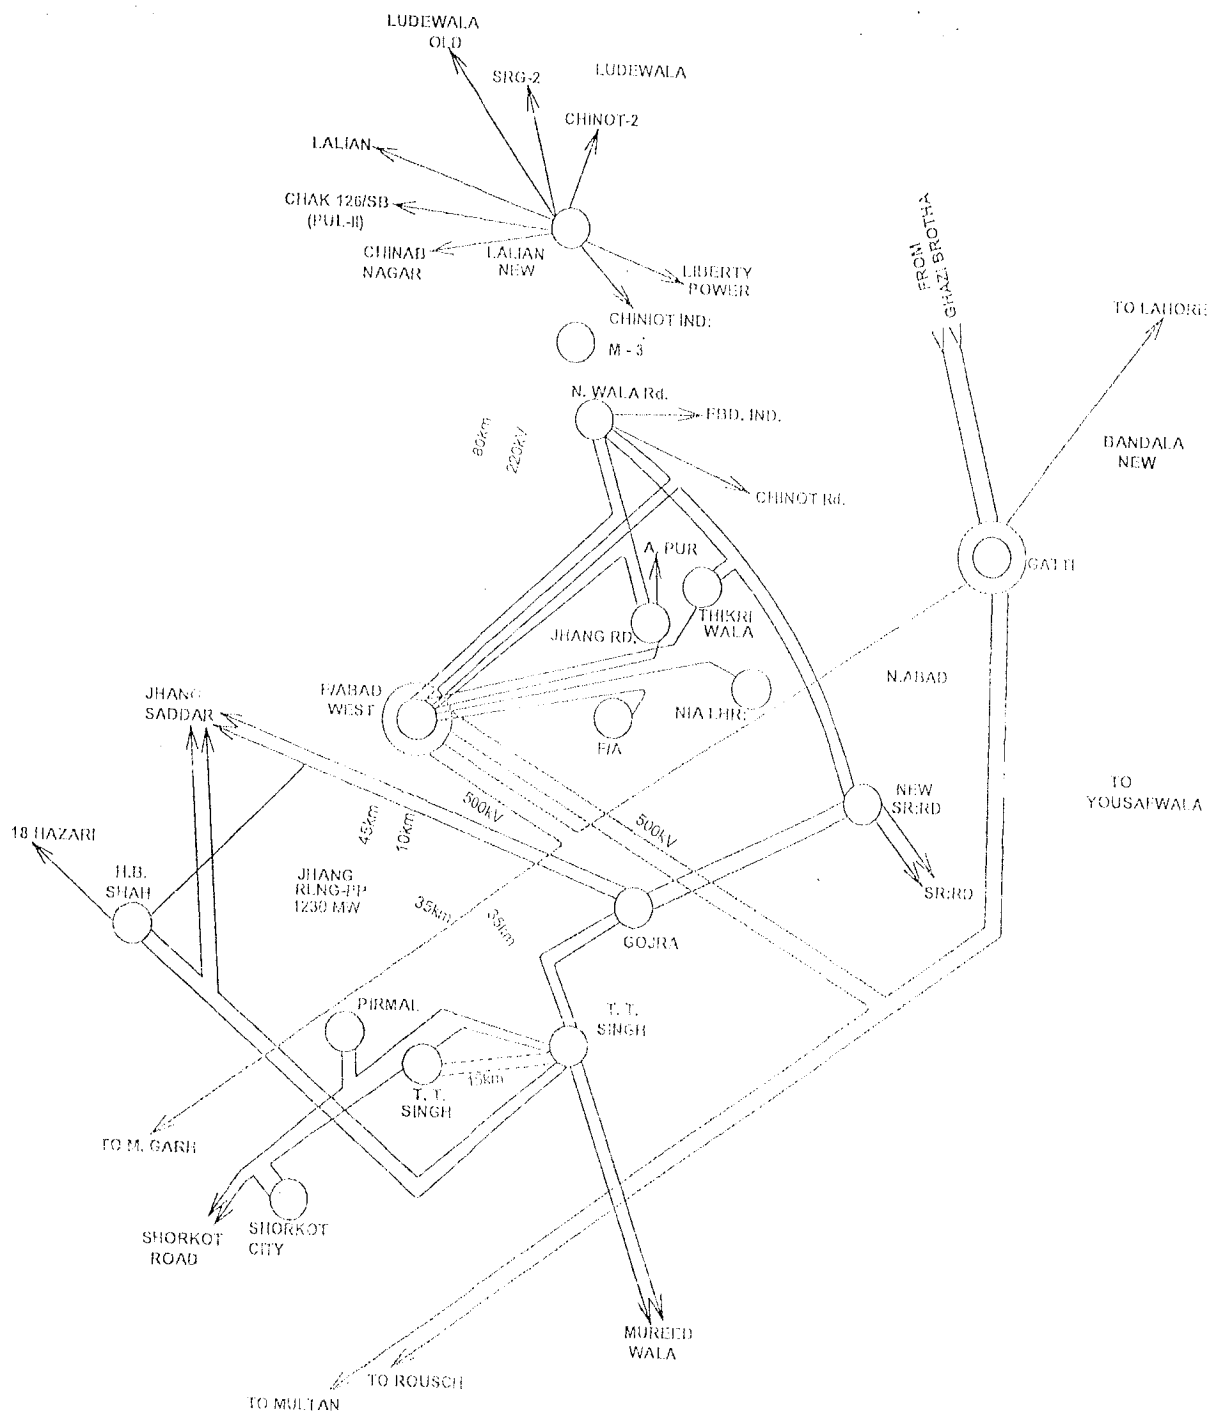 LUDEWALA
OLD
SRG-2
LUDEWALA
CHINOT-2
LALIAN
CHAK 126/SB
(PUL-II)
CHINAB
NAGAR
LALIAN
NEW
LIBERTY
POWER
CHINIOT IND:
M - 3
FROM
GHAZI BROTHA
TO LAHORE
N. WALA Rd.
FBD. IND.
80km
220kV
BANDALA
NEW
CHINOT Rd.
A. PUR
GATTI
THIKRI
WALA
JHANG RD.
N.ABAD
JHANG
SADDAR
F/ABAD
WEST
NIA LHR:
F/A
TO
YOUSAFWALA
NEW
SR:RD
500kV
500kV
45km
10km
18 HAZARI
H.B.
SHAH
JHANG
RLNG-PP
1230 MW
SR:RD
35km
35km
GOJRA
PIRMAL
T. T.
SINGH
15km
T. T.
SINGH
TO M. GARH
SHORKOT
ROAD
SHORKOT
CITY
MUREED
WALA
TO ROUSCH
TO MULTAN